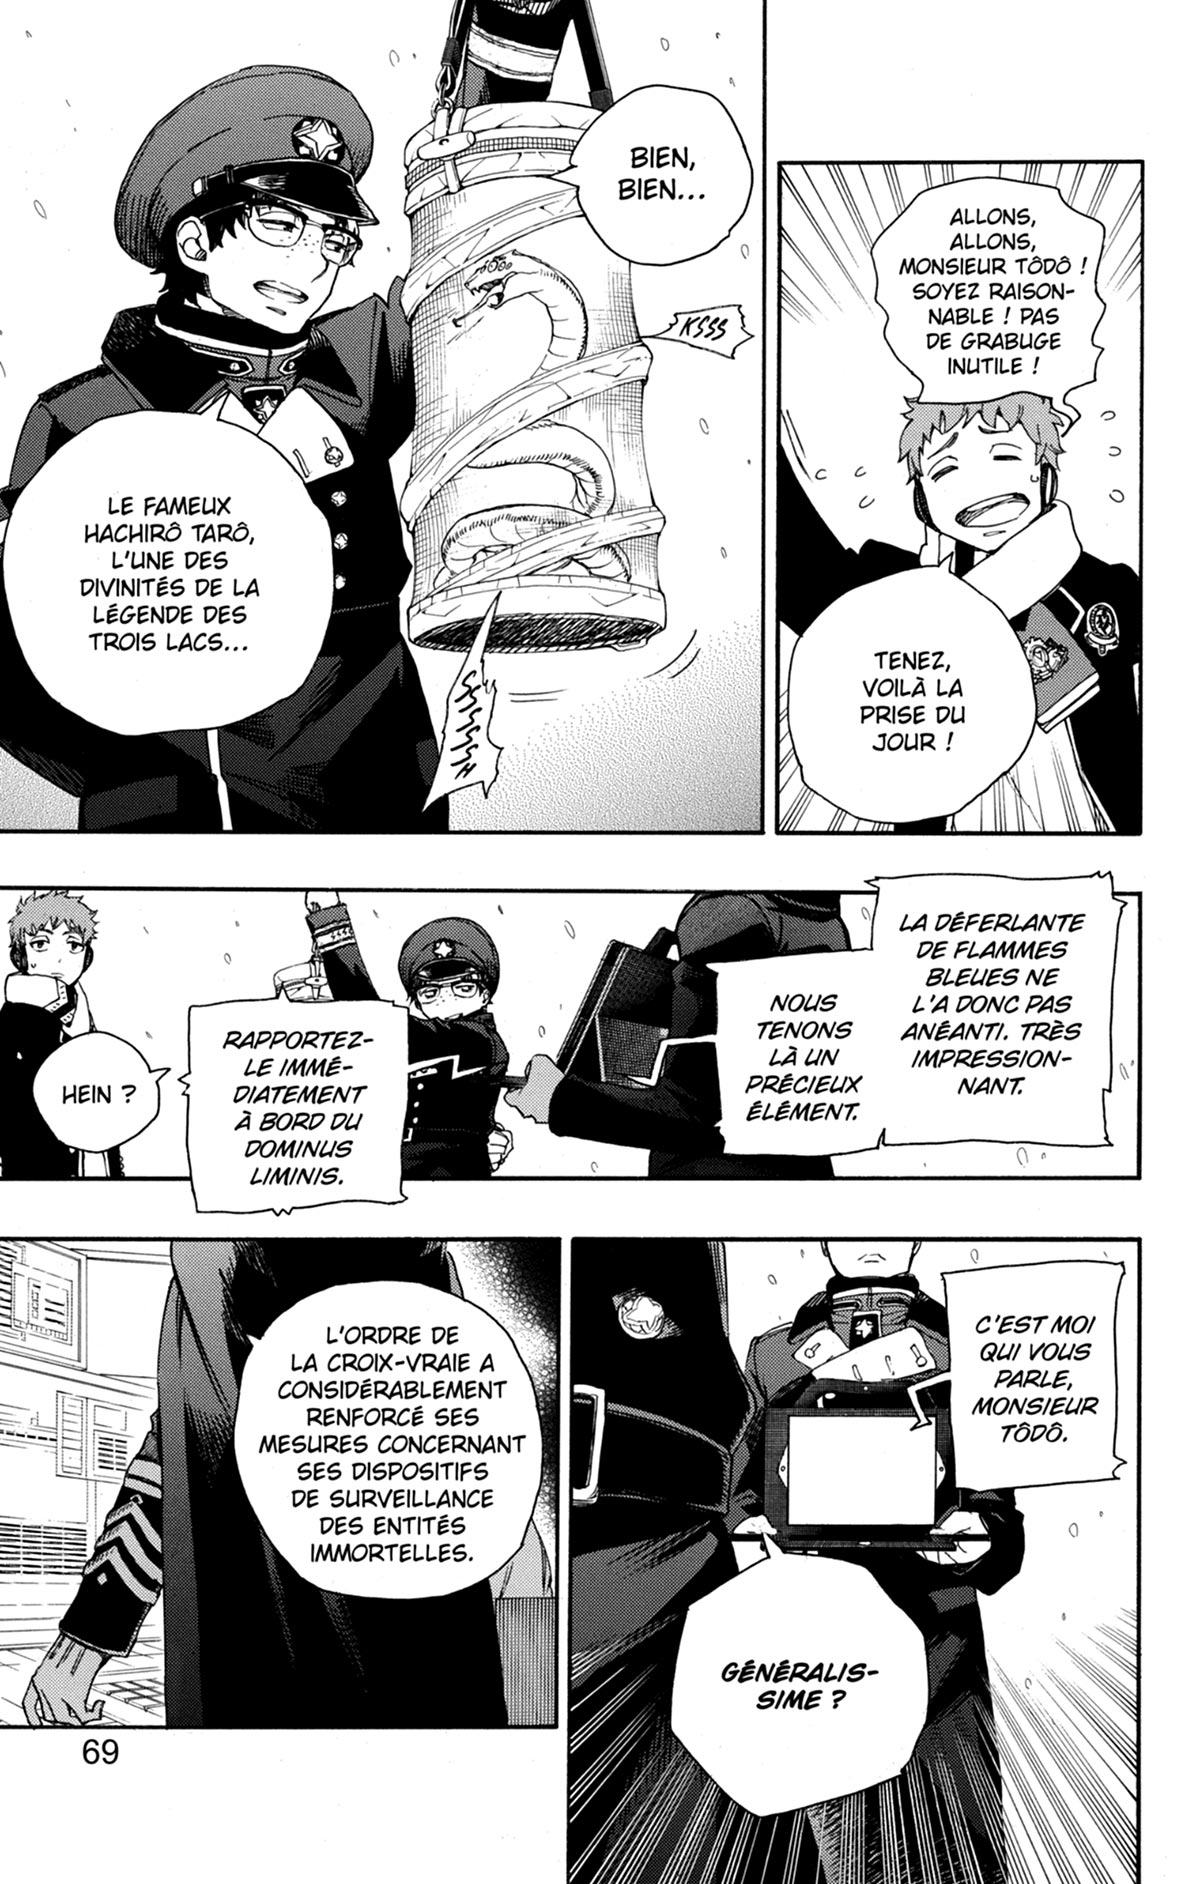 ALLONS,
ALLONS,
MONSIEUR TÔDÔ !
SOYEZ RAISON-
NABLE ! PAS
DE GRABUGE
INUTILE !
TENEZ,
VOILÀ LA
PRISE DU
JOUR !
BIEN,
BIEN...
KSSS
LE FAMEUX
HACHIRÔ TARÔ,
L'UNE DES
DIVINITÉS DE LA
LÉGENDE DES
TROIS LACS...
LA DÉFERLANTE
DE FLAMMES
BLEUES NE
L'A DONC PAS
ANÉANTI. TRÈS
IMPRESSION-
NANT.
NOUS
TENONS
LÀ UN
PRÉCIEUX
ÉLÉMENT.
RAPPORTEZ-
LE IMMÉ-
DIATEMENT
À BORD DU
DOMINUS
LIMINIS.
HEIN ?
C'EST MOI
QUI VOUS
PARLE,
MONSIEUR
TÔDÔ.
GÉNÉRALIS-
SIME ?
L'ORDRE DE
LA CROIX-VRAIE A
CONSIDÉRABLEMENT
RENFORCÉ SES
MESURES CONCERNANT
SES DISPOSITIFS
DE SURVEILLANCE
DES ENTITÉS
IMMORTELLES.
69